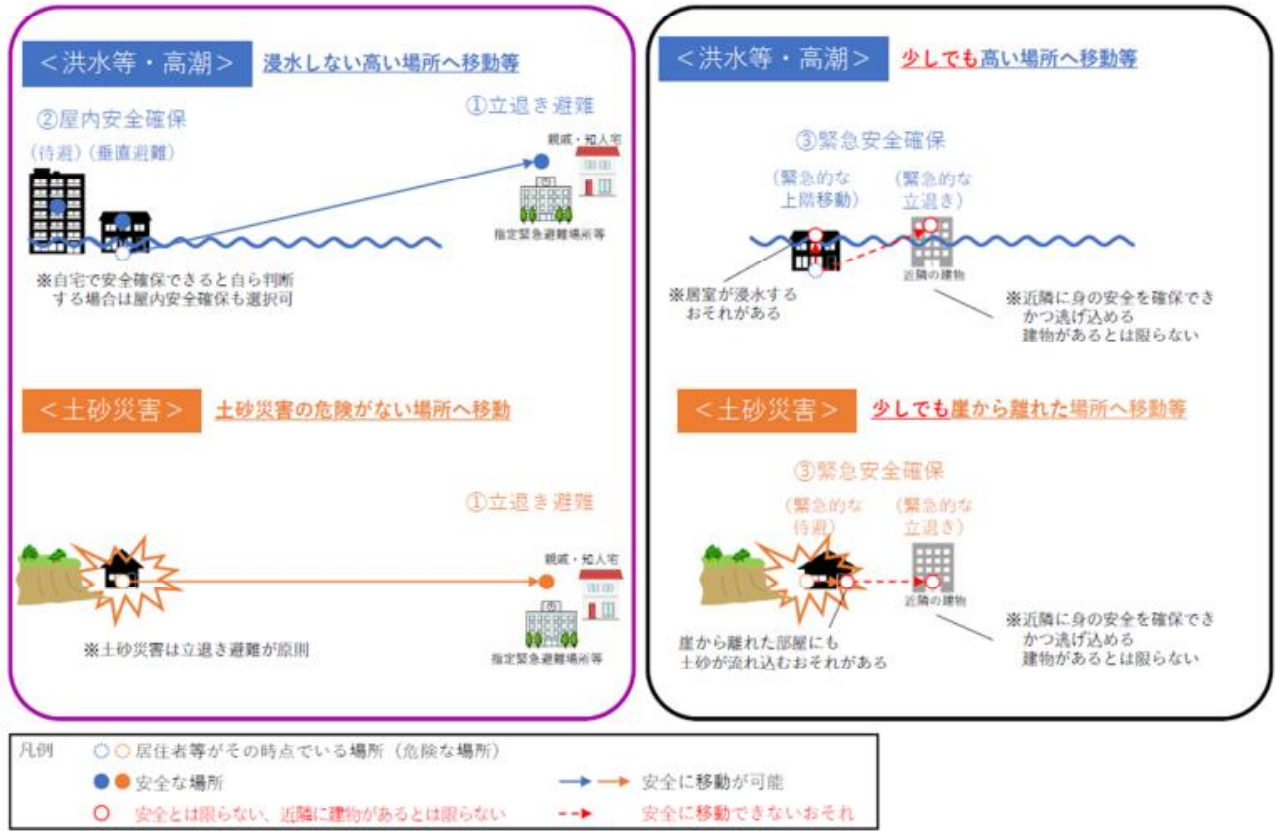 ＜洪水等・高潮＞
浸水しない高い場所へ移動等
①立退き避難
②屋内安全確保
(待避)(垂直避難)
親戚・知人宅
指定緊急避難場所等
※自宅で安全確保できると自ら判断
する場合は屋内安全確保も選択可
＜土砂災害＞
土砂災害の危険がない場所へ移動
①立退き避難
親戚・知人宅
指定緊急避難場所等
※土砂災害は立退き避難が原則
＜洪水等・高潮＞
少しでも高い場所へ移動等
③緊急安全確保
(緊急的な
上階移動)
(緊急的な
立退き)
近隣の建物
※居室が浸水する
おそれがある
※近隣に身の安全を確保でき
かつ逃げ込める
建物があるとは限らない
＜土砂災害＞
少しでも崖から離れた場所へ移動等
③緊急安全確保
(緊急的な
待避)
(緊急的な
立退き)
近隣の建物
崖から離れた部屋にも
土砂が流れ込むおそれがある
※近隣に身の安全を確保でき
かつ逃げ込める
建物があるとは限らない
凡例
居住者等がその時点でいる場所（危険な場所）
安全な場所
安全に移動が可能
安全とは限らない、近隣に建物があるとは限らない
安全に移動できないおそれ